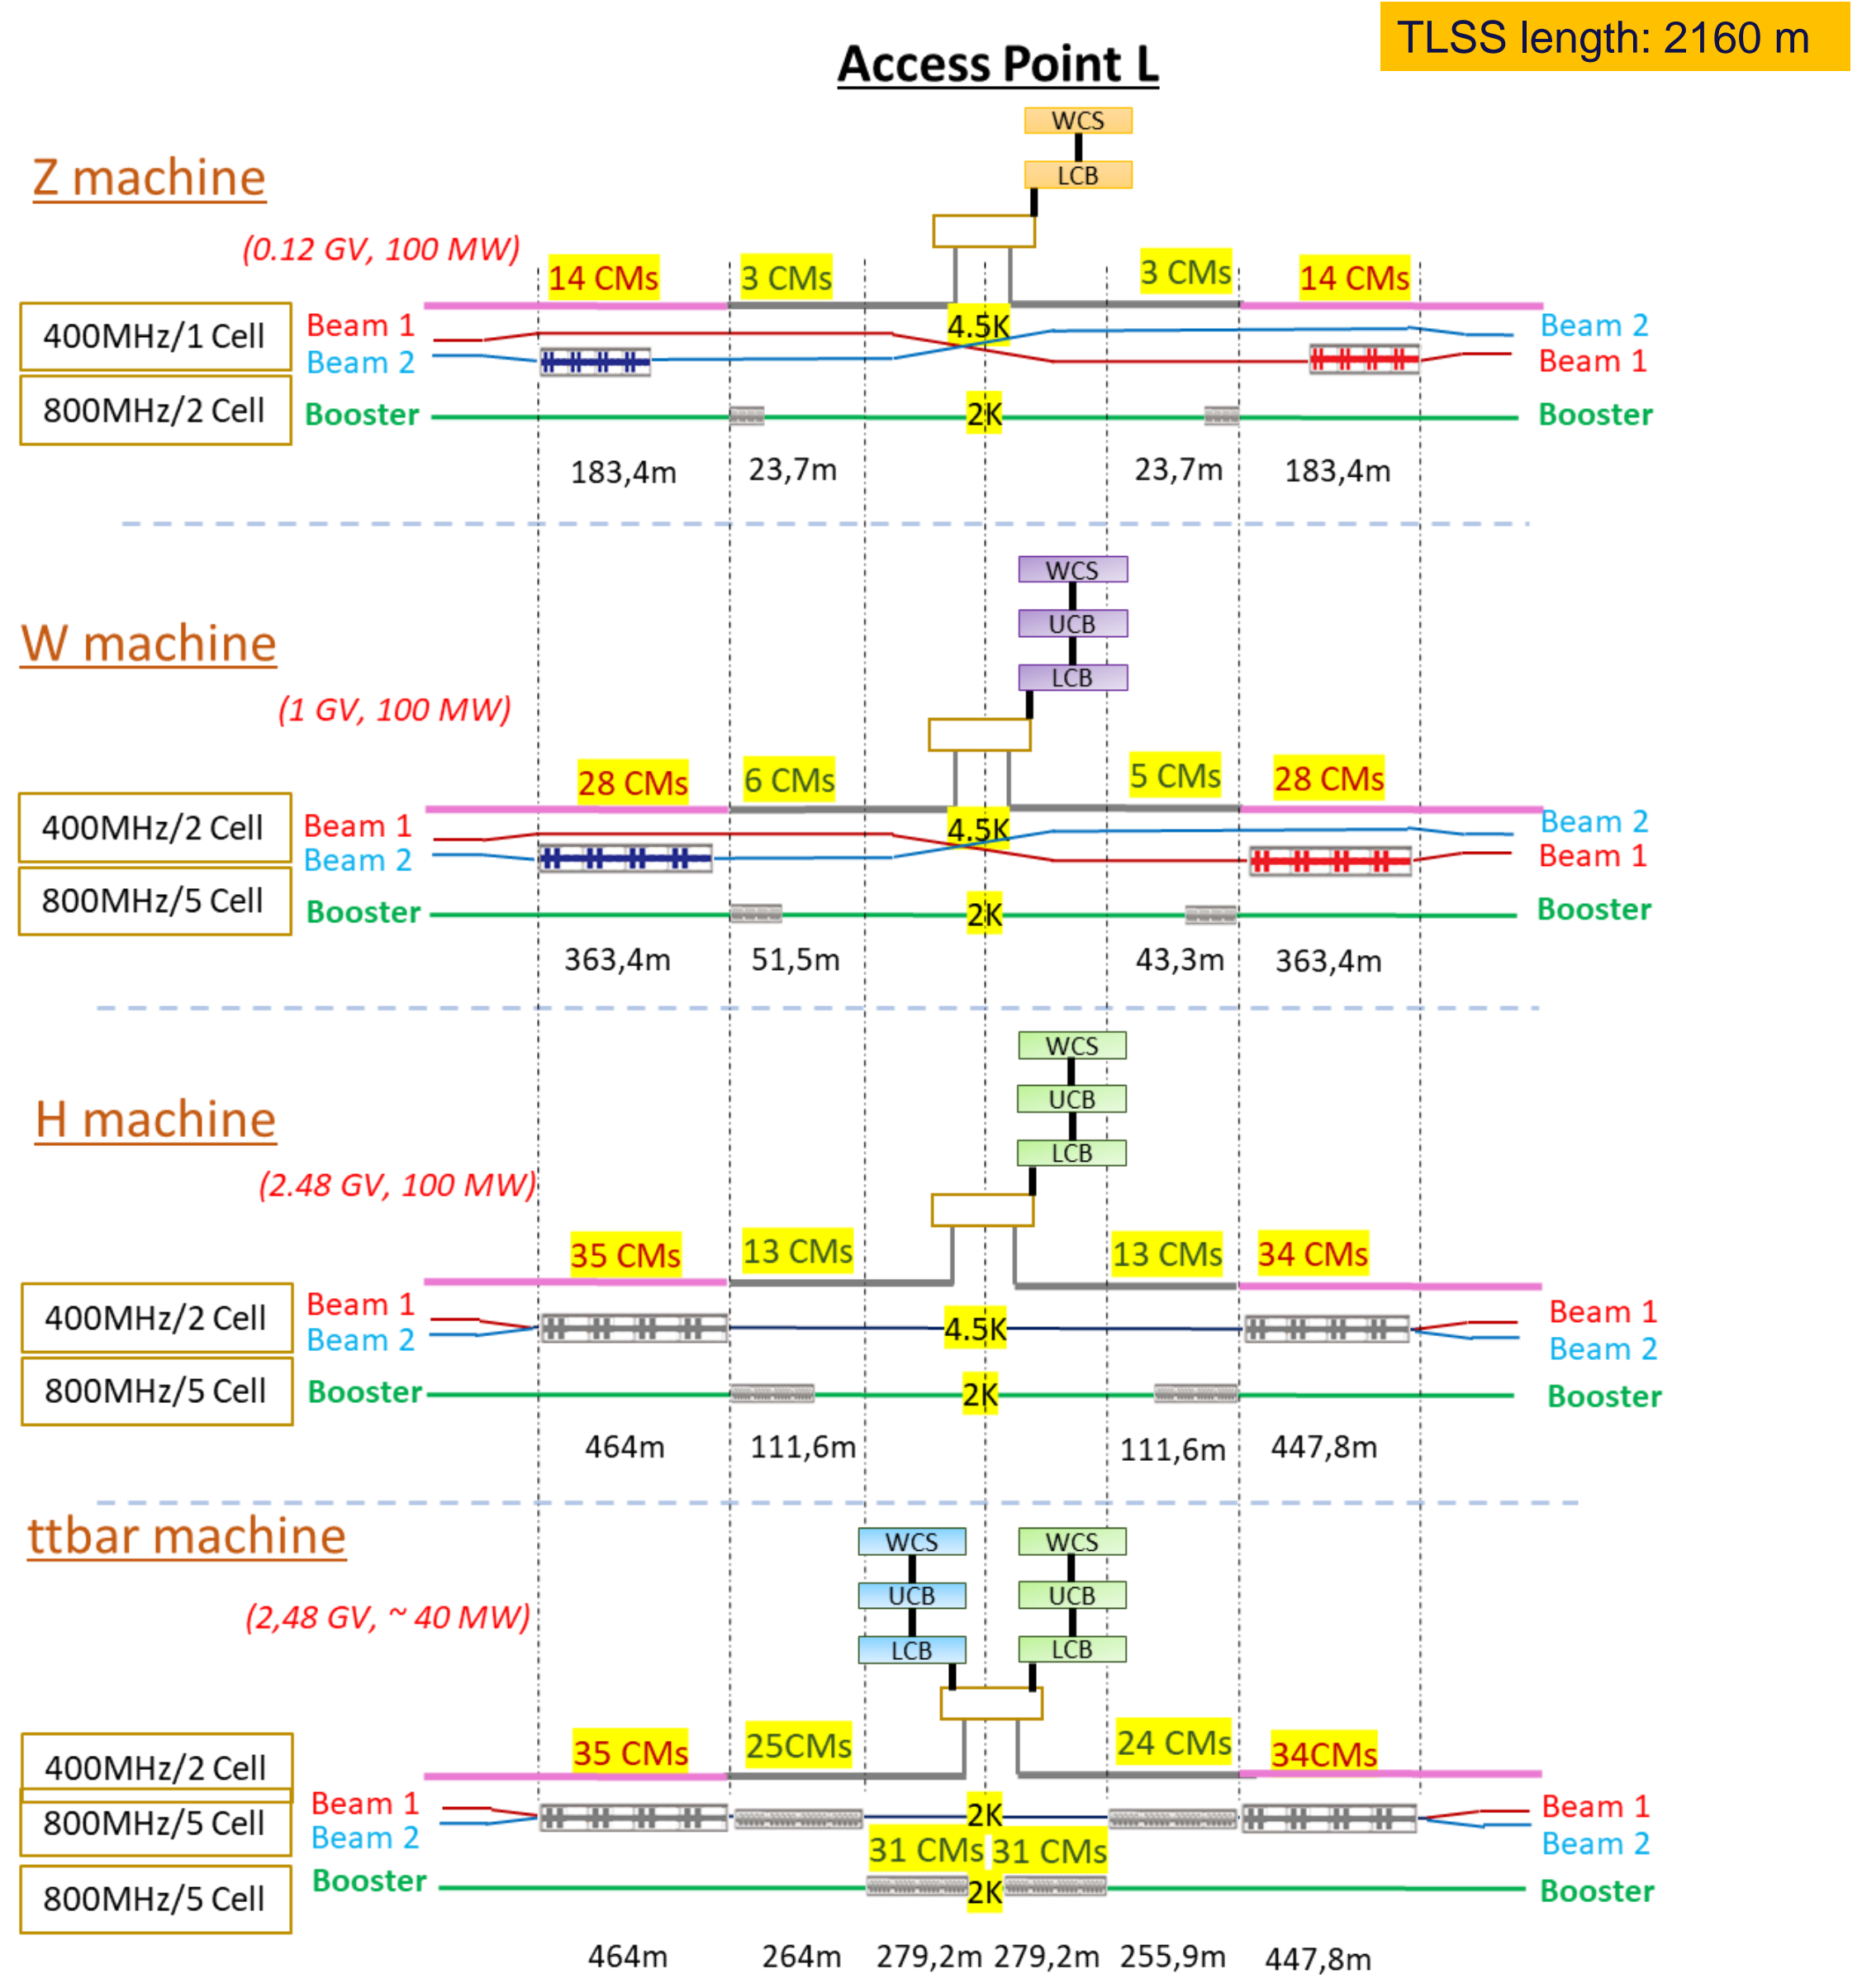 TLSS length: 2160 m
Access Point L
WCS
LCB
Z machine
(0.12 GV, 100 MW)
14 CMs 3 CMs 3 CMs 14 CMs
400MHz/1 Cell Beam 1 4.5K Beam 2
Beam 2 Beam 1
800MHz/2 Cell Booster 2K Booster
183,4m 23,7m 23,7m 183,4m
WCS
UCB
LCB
W machine
(1 GV, 100 MW)
28 CMs 6 CMs 5 CMs 28 CMs
400MHz/2 Cell Beam 1 4.5K Beam 2
Beam 2 Beam 1
800MHz/5 Cell Booster 2K Booster
363,4m 51,5m 43,3m 363,4m
WCS
UCB
LCB
H machine
(2.48 GV, 100 MW)
35 CMs 13 CMs 13 CMs 34 CMs
400MHz/2 Cell Beam 1 4.5K Beam 1
Beam 2 Beam 2
800MHz/5 Cell Booster 2K Booster
464m 111,6m 111,6m 447,8m
ttbar machine
WCS WCS
UCB UCB
LCB LCB
(2,48 GV, ~ 40 MW)
35 CMs 25CMs 24 CMs 34CMs
400MHz/2 Cell
800MHz/5 Cell Beam 1 2K Beam 1
Beam 2 31 CMs 31 CMs Beam 2
800MHz/5 Cell Booster 2K Booster
464m 264m 279,2m 279,2m 255,9m 447,8m